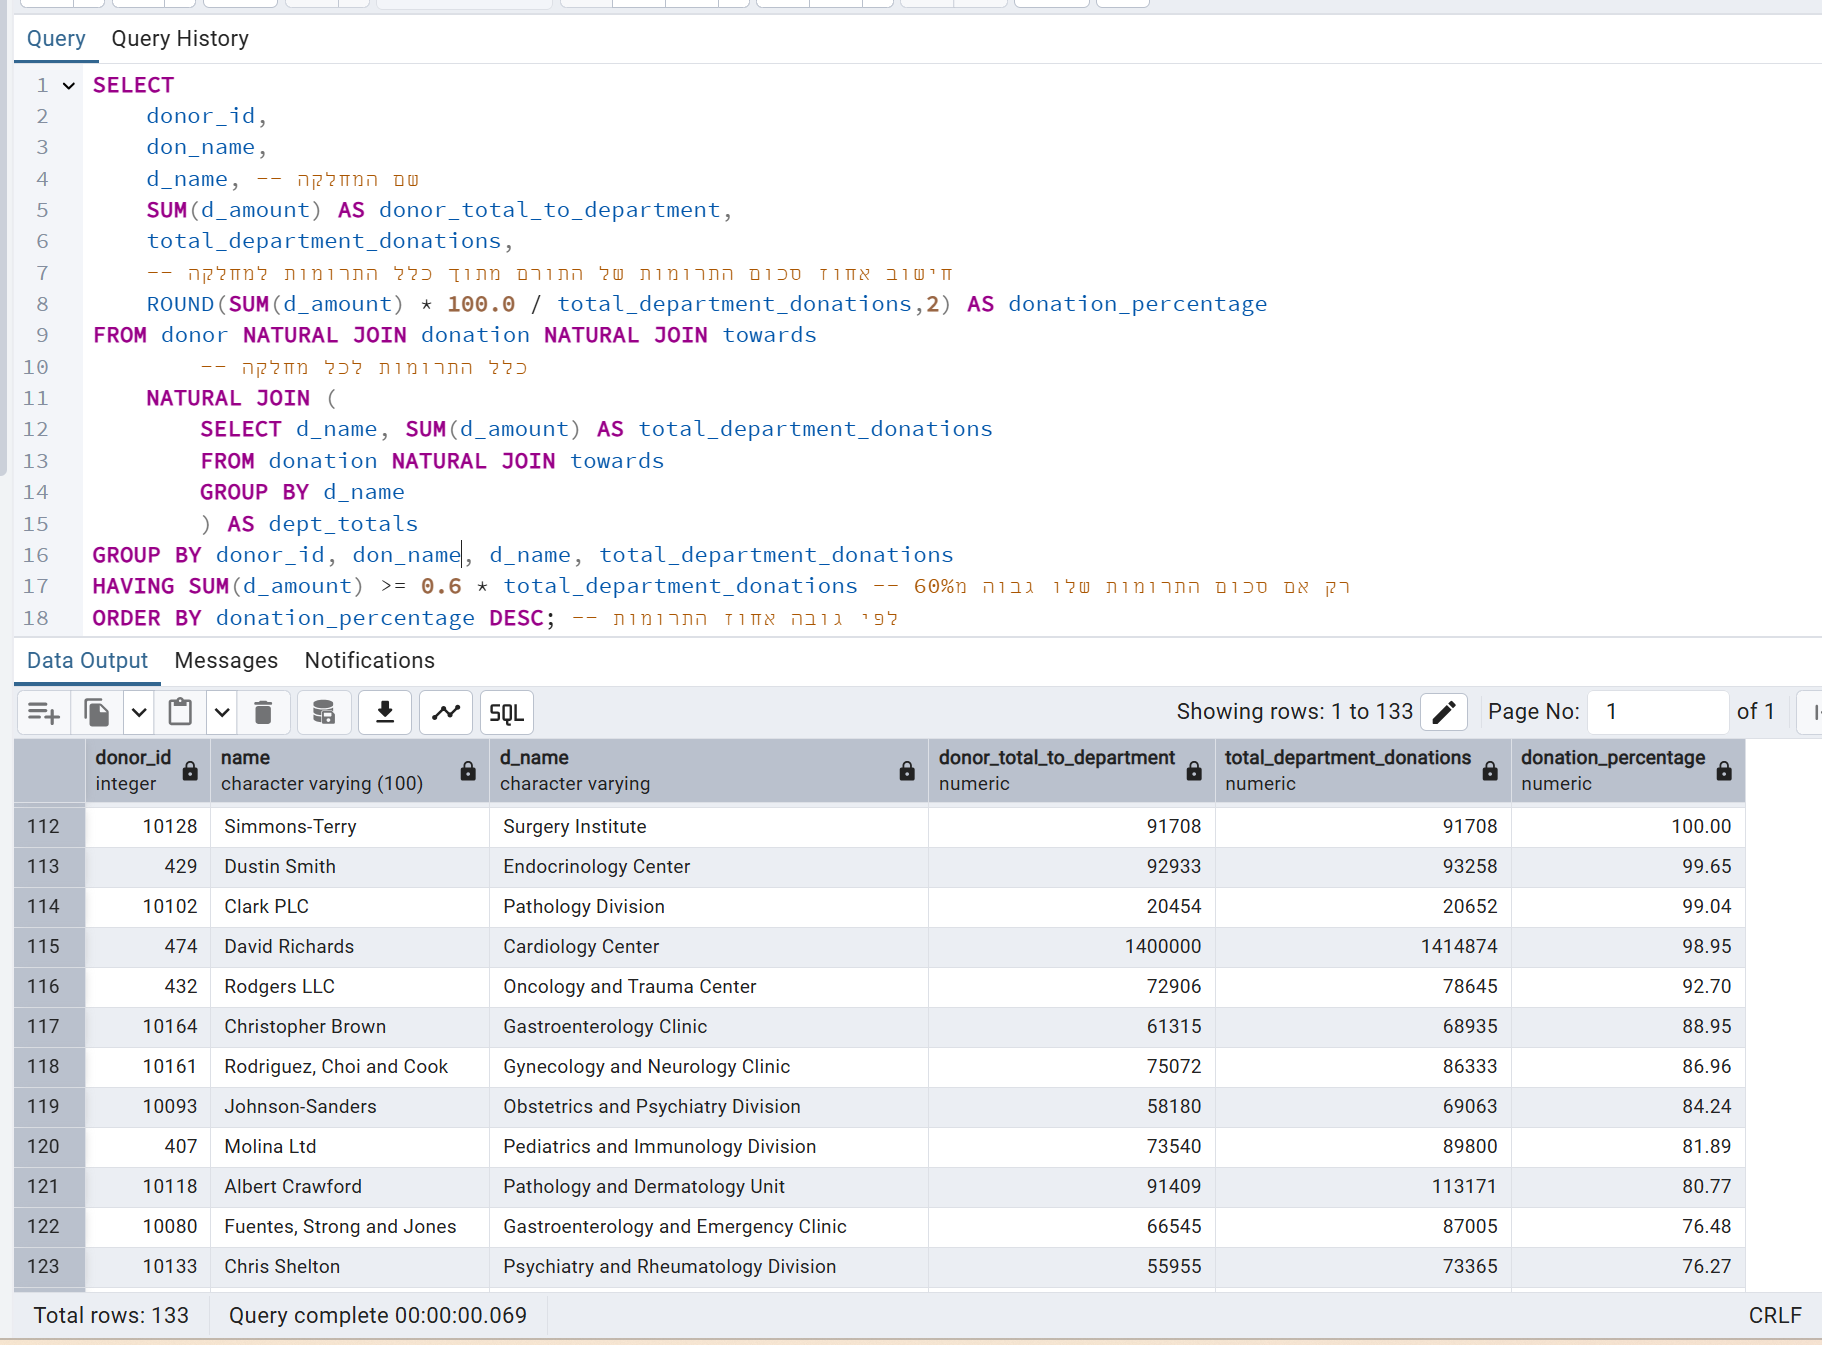 Query Query History
1 SELECT
2 donor_id,
3 don_name,
4 d_name, -- שם המחלקה
5 SUM(d_amount) AS donor_total_to_department,
6 total_department_donations,
7 -- חישוב אחוז סכום התרומות של התורם מתוך כלל התרומות למחלקה
8 ROUND(SUM(d_amount) * 100.0 / total_department_donations,2) AS donation_percentage
9 FROM donor NATURAL JOIN donation NATURAL JOIN towards
10 -- כלל התרומות לכל מחלקה
11 NATURAL JOIN (
12 SELECT d_name, SUM(d_amount) AS total_department_donations
13 FROM donation NATURAL JOIN towards
14 GROUP BY d_name
15 ) AS dept_totals
16 GROUP BY donor_id, don_name, d_name, total_department_donations
17 HAVING SUM(d_amount) >= 0.6 * total_department_donations -- רק אם סכום התרומות שלו גבוה מ60%
18 ORDER BY donation_percentage DESC; -- לפי גובה אחוז התרומות
Data Output Messages Notifications
SQL Showing rows: 1 to 133 Page No: 1 of 1
donor_id name d_name donor_total_to_department total_department_donations donation_percentage
integer character varying (100) character varying numeric numeric numeric
112 10128 Simmons-Terry Surgery Institute 91708 91708 100.00
113 429 Dustin Smith Endocrinology Center 92933 93258 99.65
114 10102 Clark PLC Pathology Division 20454 20652 99.04
115 474 David Richards Cardiology Center 1400000 1414874 98.95
116 432 Rodgers LLC Oncology and Trauma Center 72906 78645 92.70
117 10164 Christopher Brown Gastroenterology Clinic 61315 68935 88.95
118 10161 Rodriguez, Choi and Cook Gynecology and Neurology Clinic 75072 86333 86.96
119 10093 Johnson-Sanders Obstetrics and Psychiatry Division 58180 69063 84.24
120 407 Molina Ltd Pediatrics and Immunology Division 73540 89800 81.89
121 10118 Albert Crawford Pathology and Dermatology Unit 91409 113171 80.77
122 10080 Fuentes, Strong and Jones Gastroenterology and Emergency Clinic 66545 87005 76.48
123 10133 Chris Shelton Psychiatry and Rheumatology Division 55955 73365 76.27
Total rows: 133 Query complete 00:00:00.069 CRLF